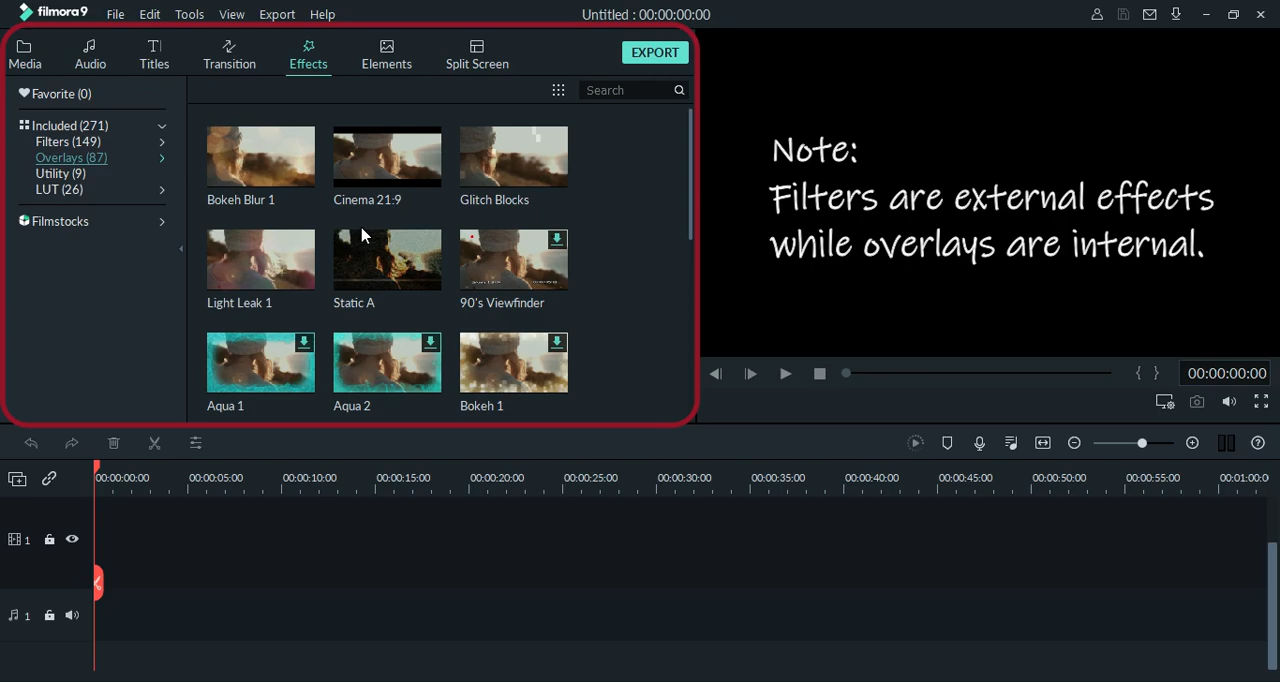 filmora9 File Edit Tools View Export Help Untitled : 00:00:00:00
Media Audio Titles Transition Effects Elements Split Screen EXPORT
Favorite (0)
Search
Included (271)
Filters (149)
Overlays (87)
Utility (9)
LUT (26)
Filmstocks
Bokeh Blur 1 Cinema 21:9 Glitch Blocks
Light Leak 1 Static A 90's Viewfinder
Aqua 1 Aqua 2 Bokeh 1
Note:
Filters are external effects
while overlays are internal.
00:00:00:00
00:00:00:00 00:00:05:00 00:00:10:00 00:00:15:00 00:00:20:00 00:00:25:00 00:00:30:00 00:00:35:00 00:00:40:00 00:00:45:00 00:00:50:00 00:00:55:00 00:01:00:0
1
1